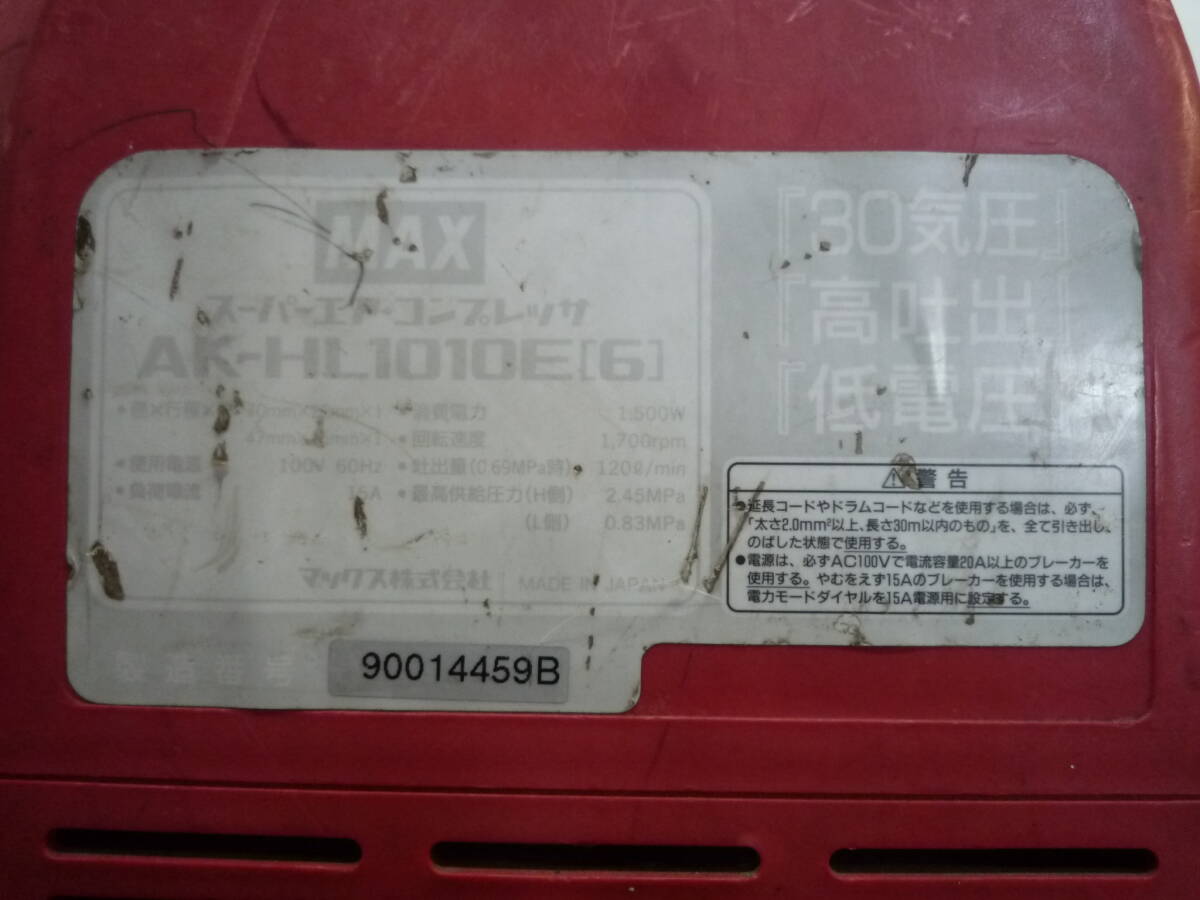 MAX
スーパーエア・コンプレッサ
AK-HL1010E[6]
・径×行程
・消費電力 1,500W
・回転速度 1,700rpm
・使用電源 100V 60Hz
・吐出量(0.69MPa時) 120ℓ/min
・負荷電流 15A
・最高供給圧力(H側) 2.45MPa
(L側) 0.83MPa
マックス株式会社 MADE IN JAPAN
製造番号 90014459B
『30気圧』
『高吐出』
『低電圧』
⚠警告
●延長コードやドラムコードなどを使用する場合は、必ず、
「太さ2.0mm²以上、長さ30m以内のもの」を、全て引き出し、
のばした状態で使用する。
●電源は、必ずAC100Vで電流容量20A以上のブレーカーを
使用する。やむをえず15Aのブレーカーを使用する場合は、
電力モードダイヤルを15A電源用に設定する。